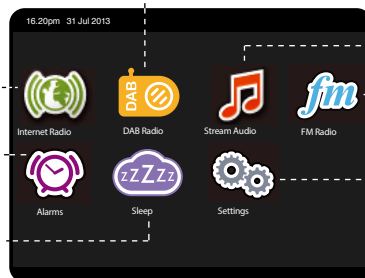 16.20pm 31 Jul 2013
DAB
fm
Internet Radio DAB Radio Stream Audio FM Radio
zZZZz
Alarms Sleep Settings